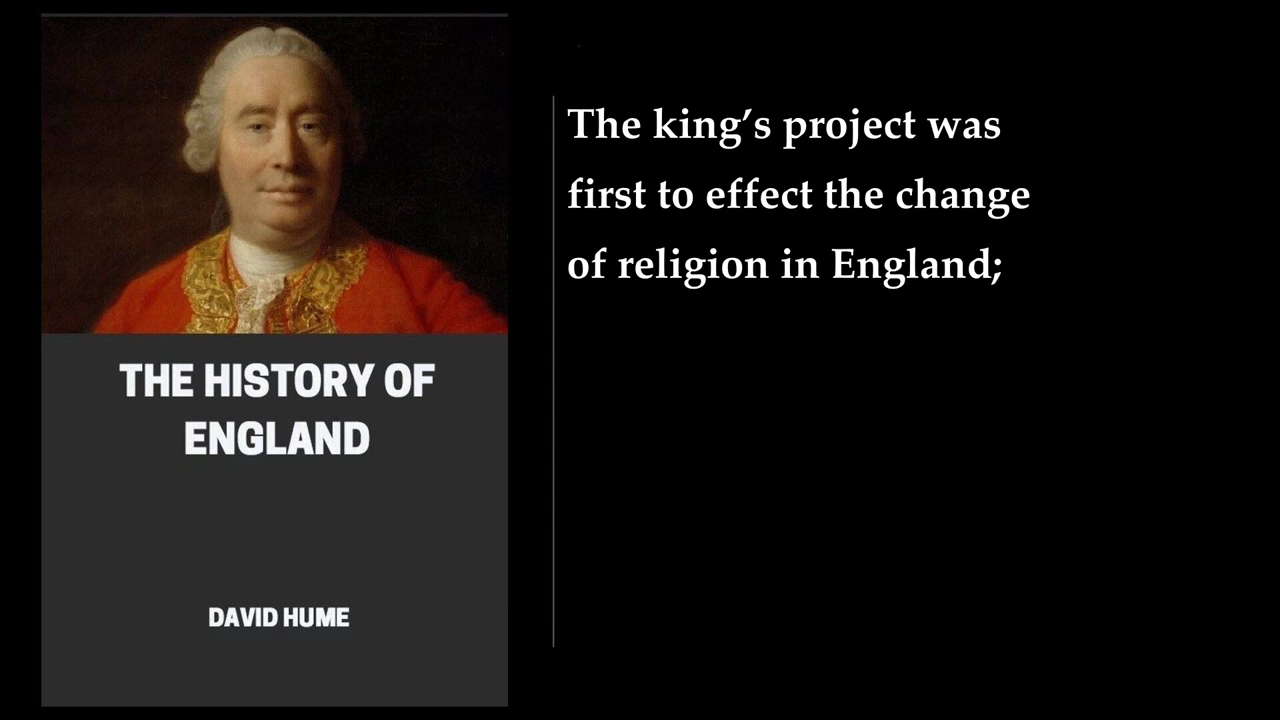 THE HISTORY OF
ENGLAND
DAVID HUME
The king’s project was
first to effect the change
of religion in England;